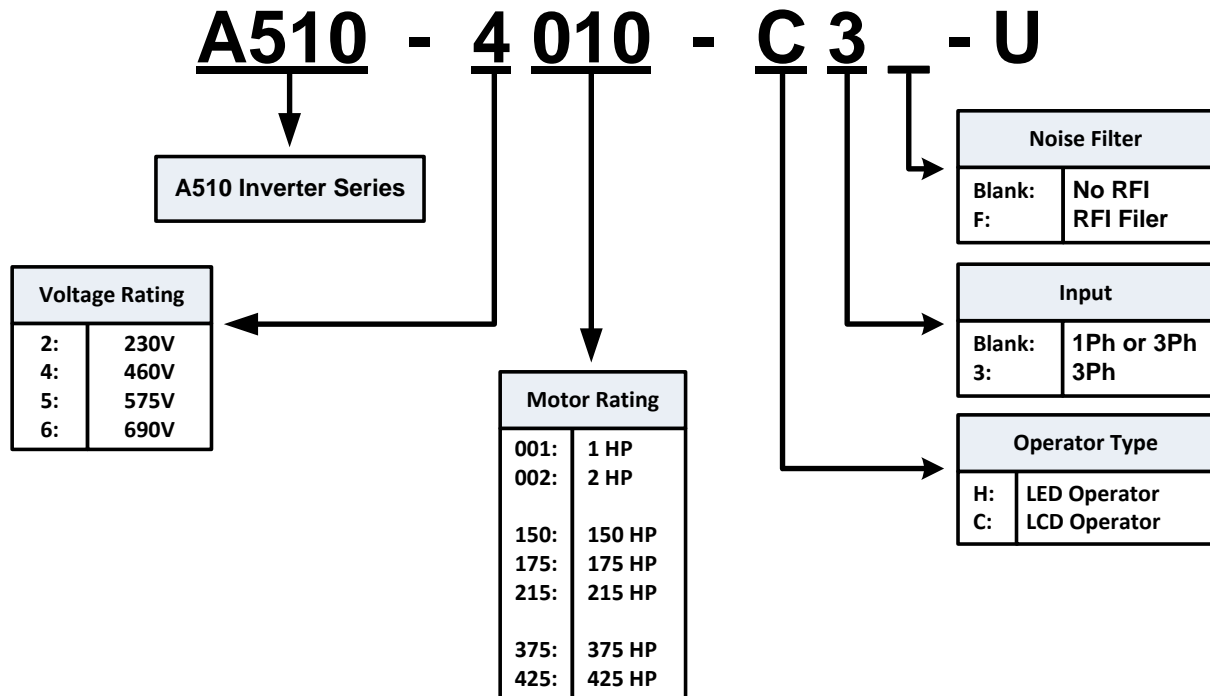 A510 - 4 010 - C 3 _ - U
A510 Inverter Series
Voltage Rating
2: 230V
4: 460V
5: 575V
6: 690V
Motor Rating
001: 1 HP
002: 2 HP
150: 150 HP
175: 175 HP
215: 215 HP
375: 375 HP
425: 425 HP
Noise Filter
Blank: No RFI
F: RFI Filer
Input
Blank: 1Ph or 3Ph
3: 3Ph
Operator Type
H: LED Operator
C: LCD Operator